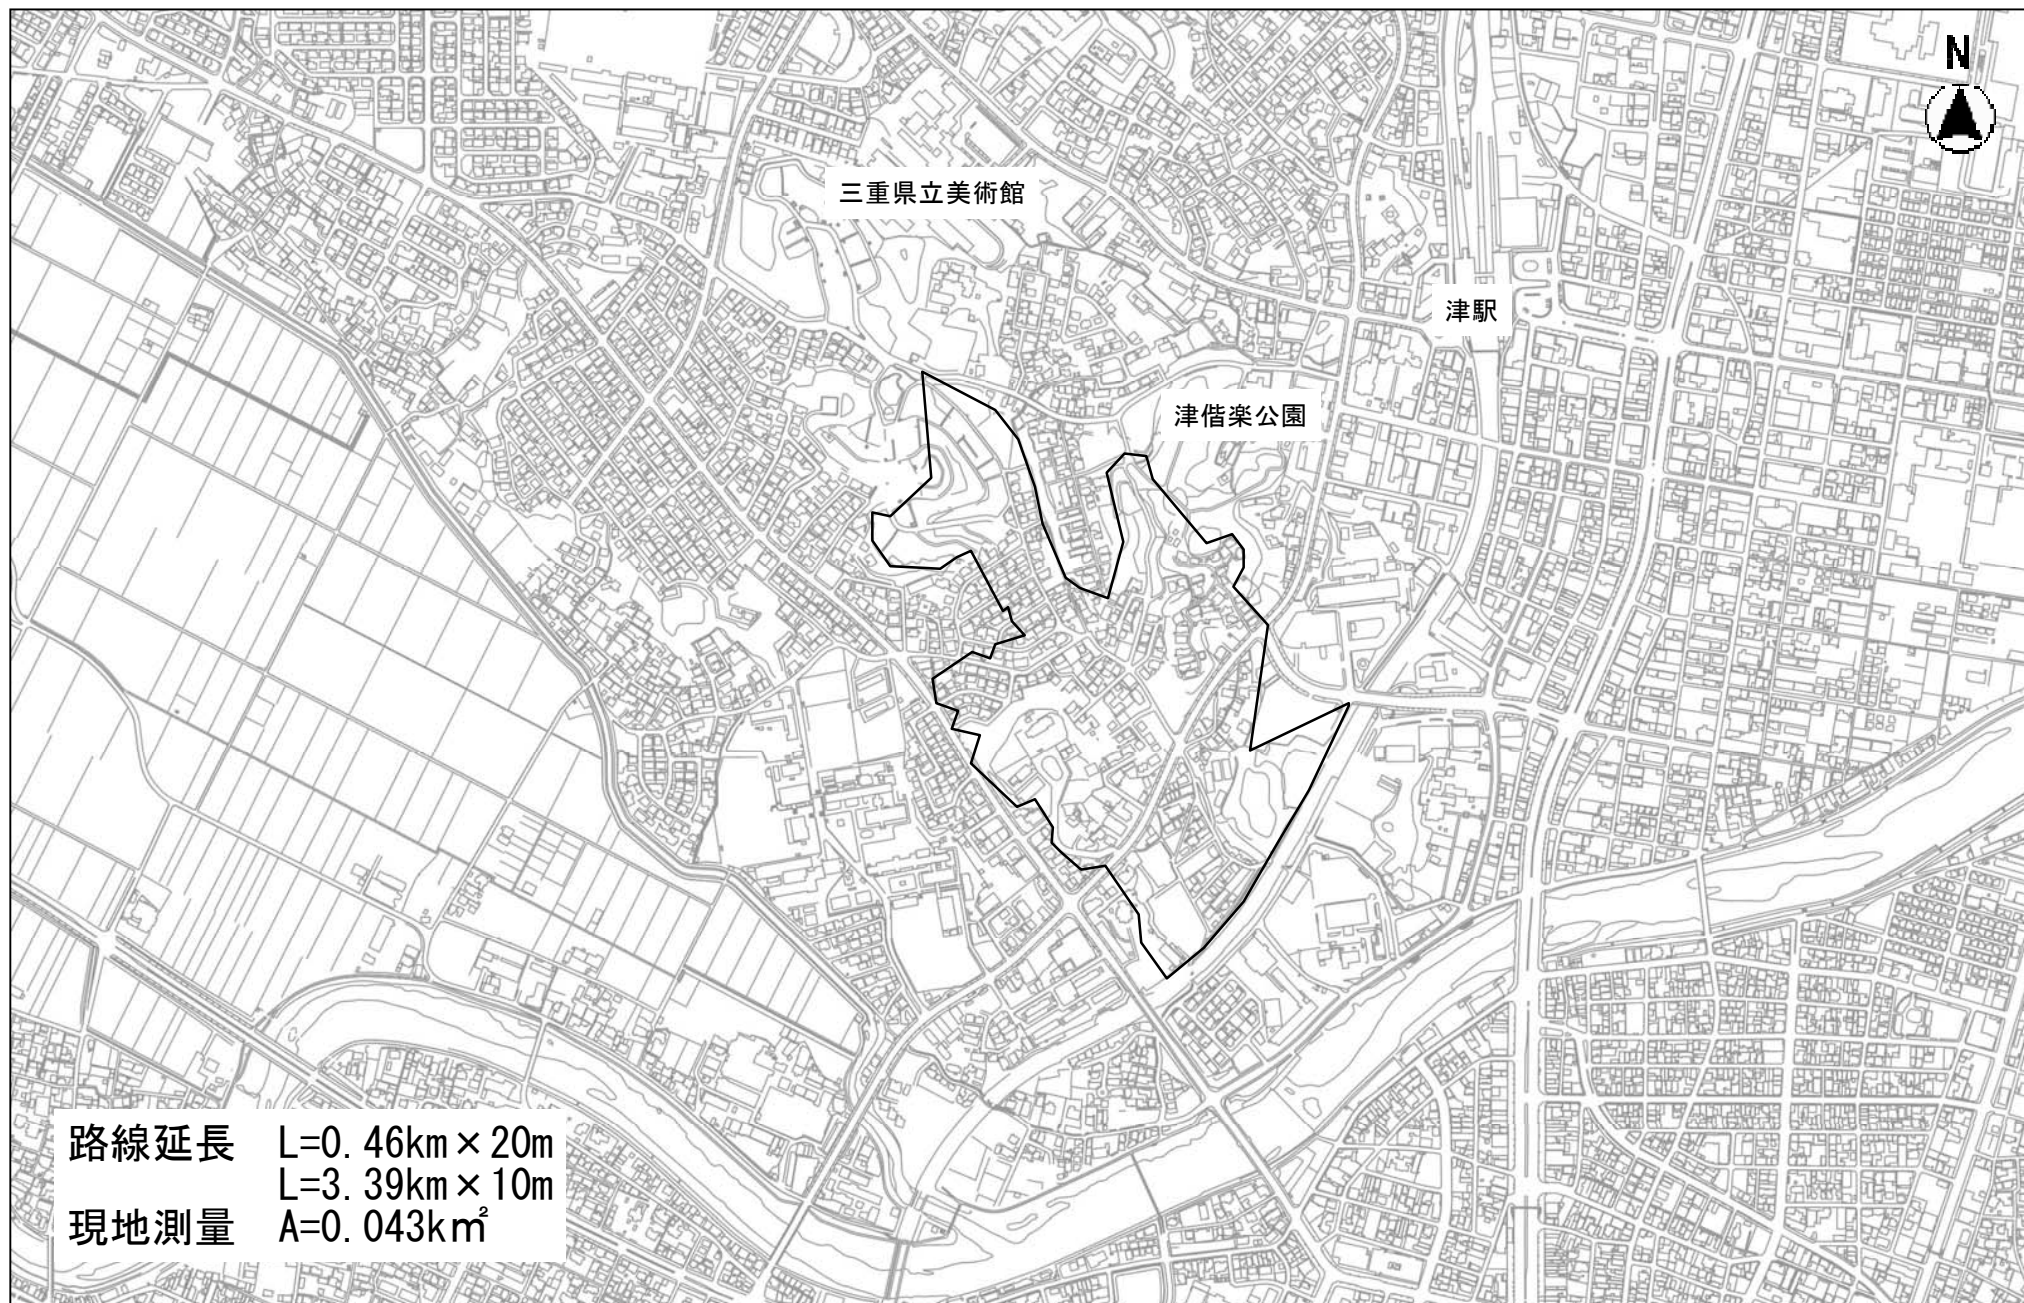 N
三重県立美術館
津駅
津偕楽公園
路線延長 L=0.46km×20m
L=3.39km×10m
現地測量 A=0.043k㎡